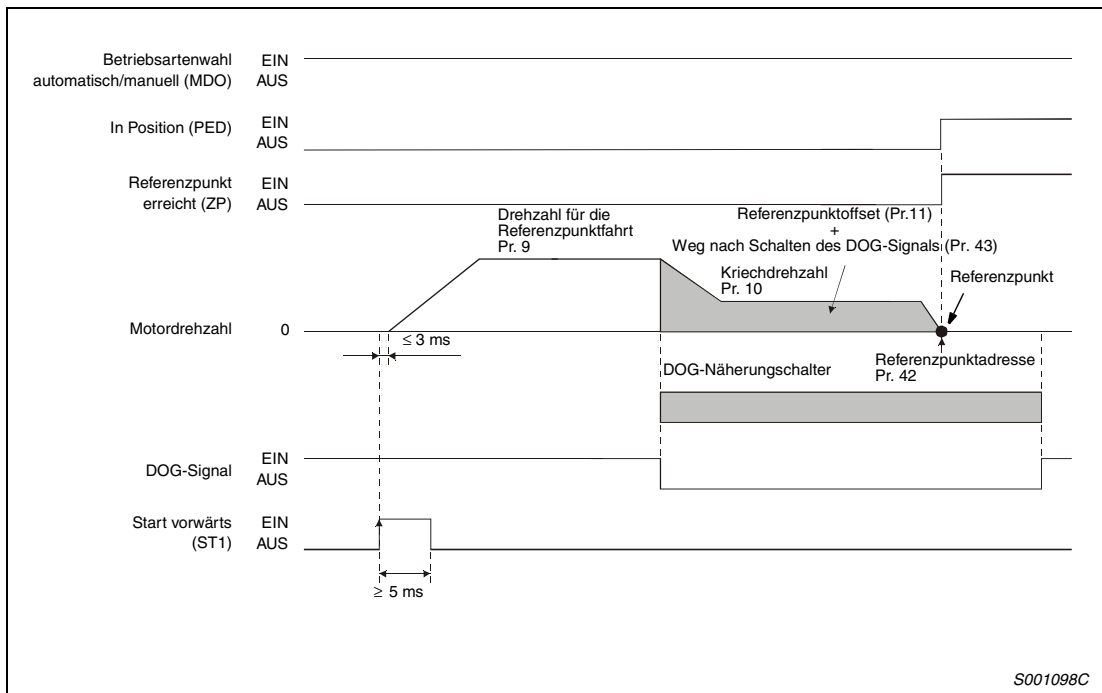 Betriebsartenwahl
automatisch/manuell (MDO)
EIN
AUS
In Position (PED)
EIN
AUS
Referenzpunkt
erreicht (ZP)
EIN
AUS
Drehzahl für die
Referenzpunktfahrt
Pr. 9
Referenzpunktoffset (Pr.11)
+
Weg nach Schalten des DOG-Signals (Pr. 43)
Kriechdrehzahl
Pr. 10
Referenzpunkt
Motordrehzahl
0
≤ 3 ms
Referenzpunktadresse
Pr. 42
DOG-Näherungschalter
DOG-Signal
EIN
AUS
Start vorwärts
(ST1)
EIN
AUS
≥ 5 ms
S001098C